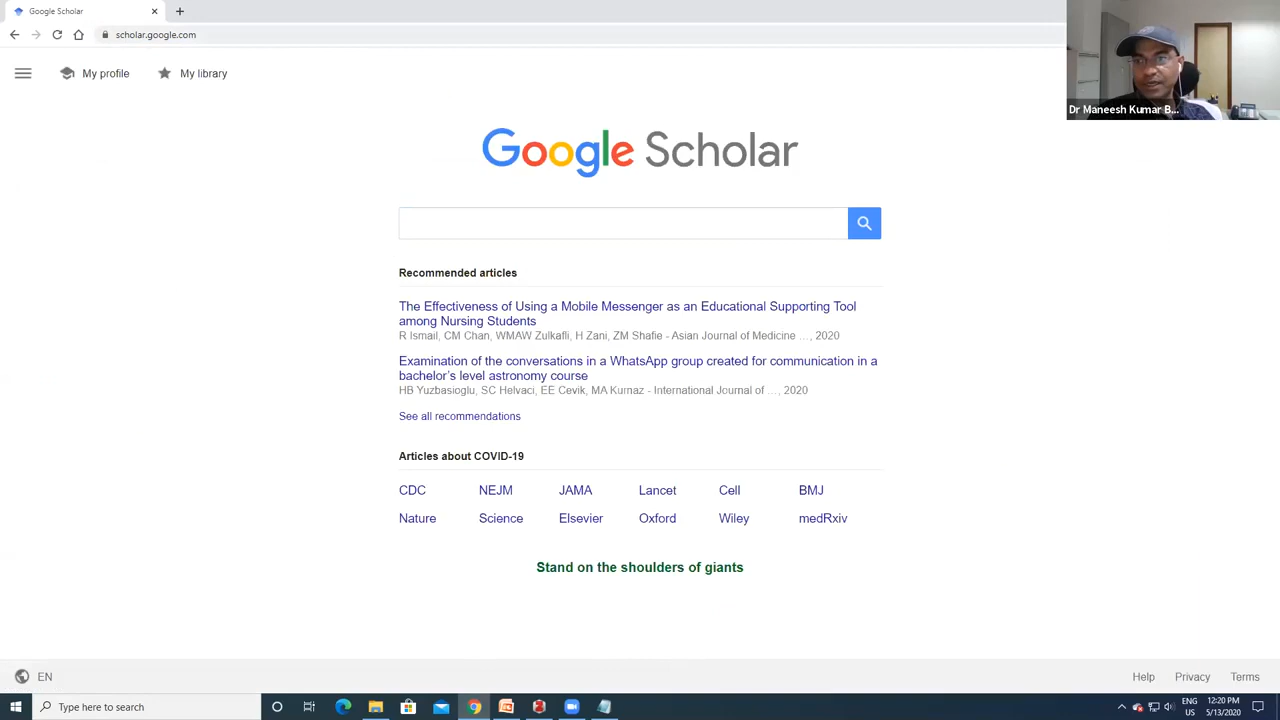 Google Scholar
scholar.google.com
My profile
My library
Dr Maneesh Kumar B...
Google Scholar
Recommended articles
The Effectiveness of Using a Mobile Messenger as an Educational Supporting Tool
among Nursing Students
R Ismail, CM Chan, WMAW Zulkafli, H Zani, ZM Shafie - Asian Journal of Medicine …, 2020
Examination of the conversations in a WhatsApp group created for communication in a
bachelor's level astronomy course
HB Yuzbasioglu, SC Helvaci, EE Cevik, MA Kurnaz - International Journal of …, 2020
See all recommendations
Articles about COVID-19
CDC NEJM JAMA Lancet Cell BMJ
Nature Science Elsevier Oxford Wiley medRxiv
Stand on the shoulders of giants
EN
Help Privacy Terms
Type here to search
ENG
US
12:20 PM
5/13/2020